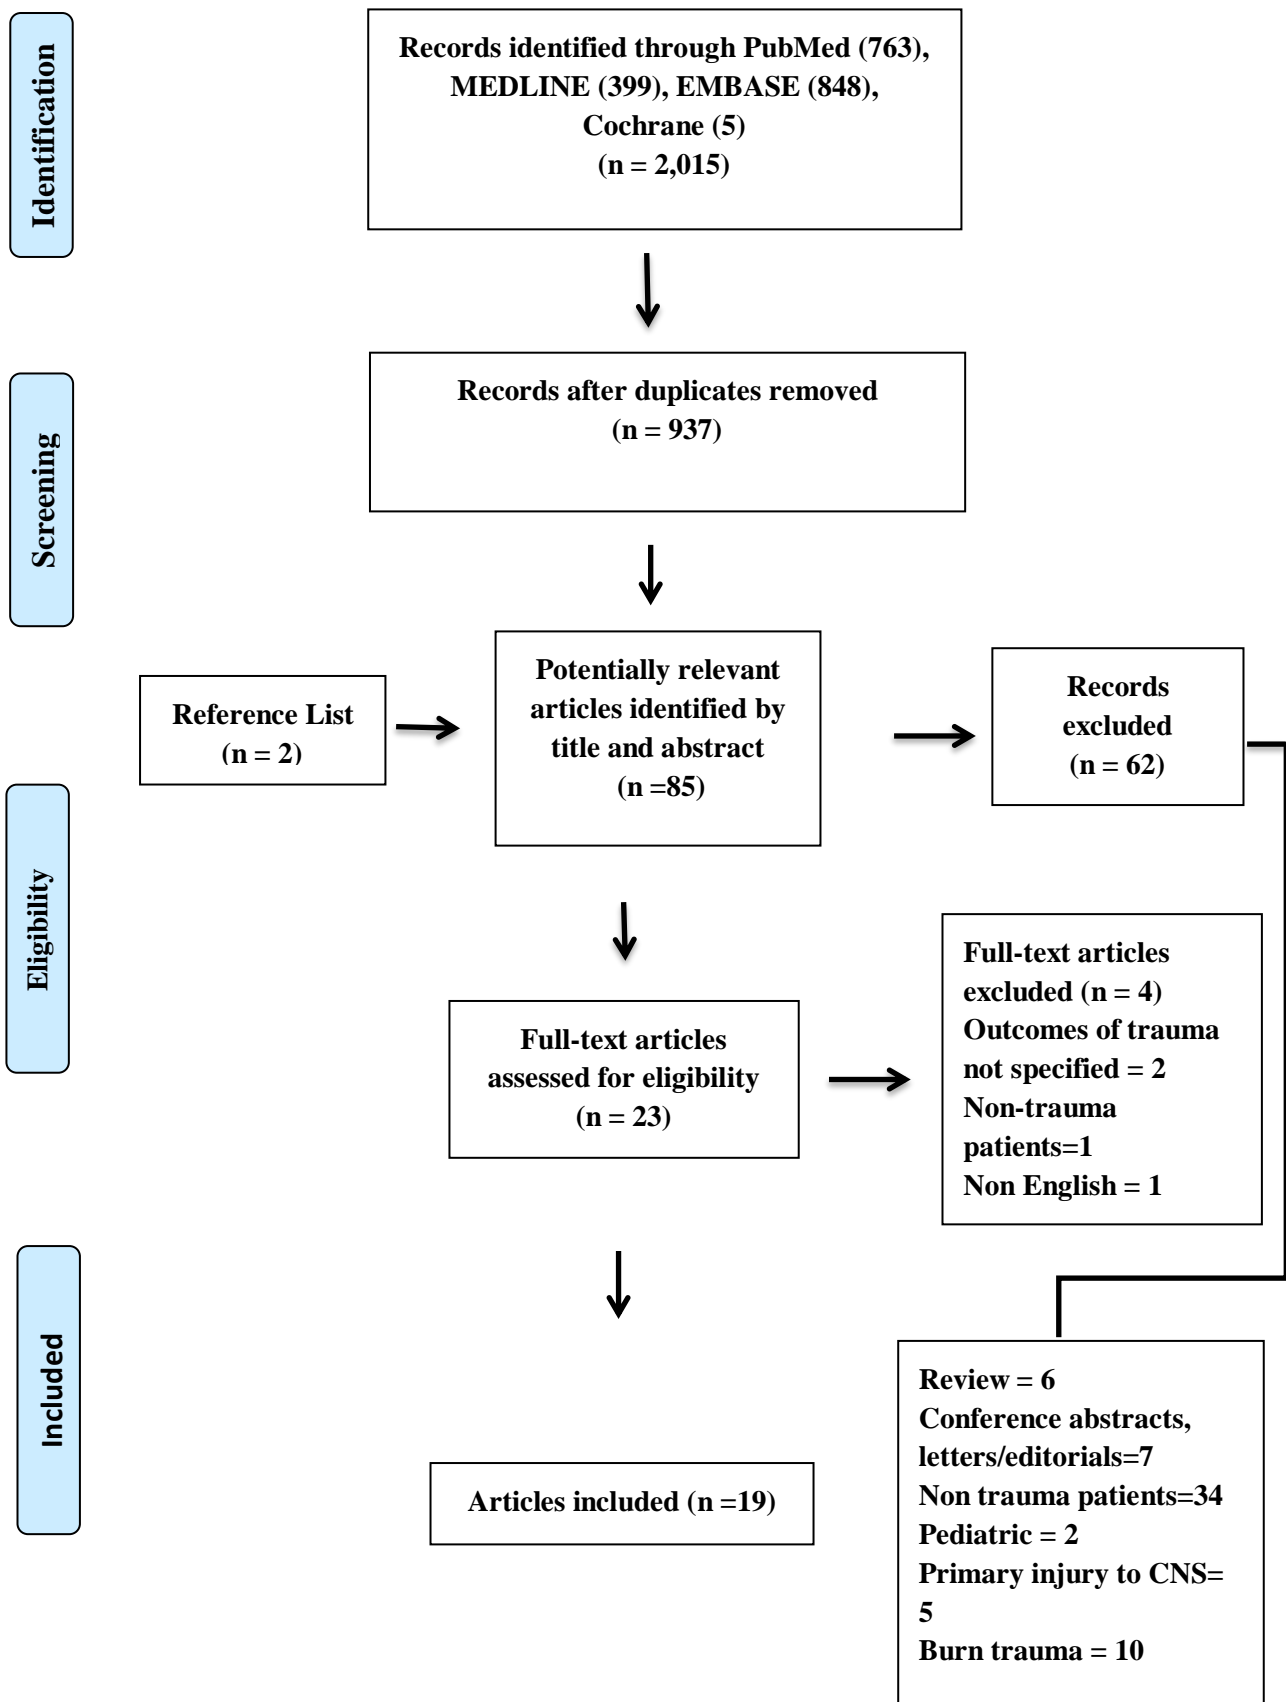 Identification
Records identified through PubMed (763),
MEDLINE (399), EMBASE (848),
Cochrane (5)
(n = 2,015)
Screening
Records after duplicates removed
(n = 937)
Reference List
(n = 2)
Potentially relevant
articles identified by
title and abstract
(n =85)
Records
excluded
(n = 62)
Eligibility
Full-text articles
assessed for eligibility
(n = 23)
Full-text articles
excluded (n = 4)
Outcomes of trauma
not specified = 2
Non-trauma
patients=1
Non English = 1
Included
Articles included (n =19)
Review = 6
Conference abstracts,
letters/editorials=7
Non trauma patients=34
Pediatric = 2
Primary injury to CNS=
5
Burn trauma = 10